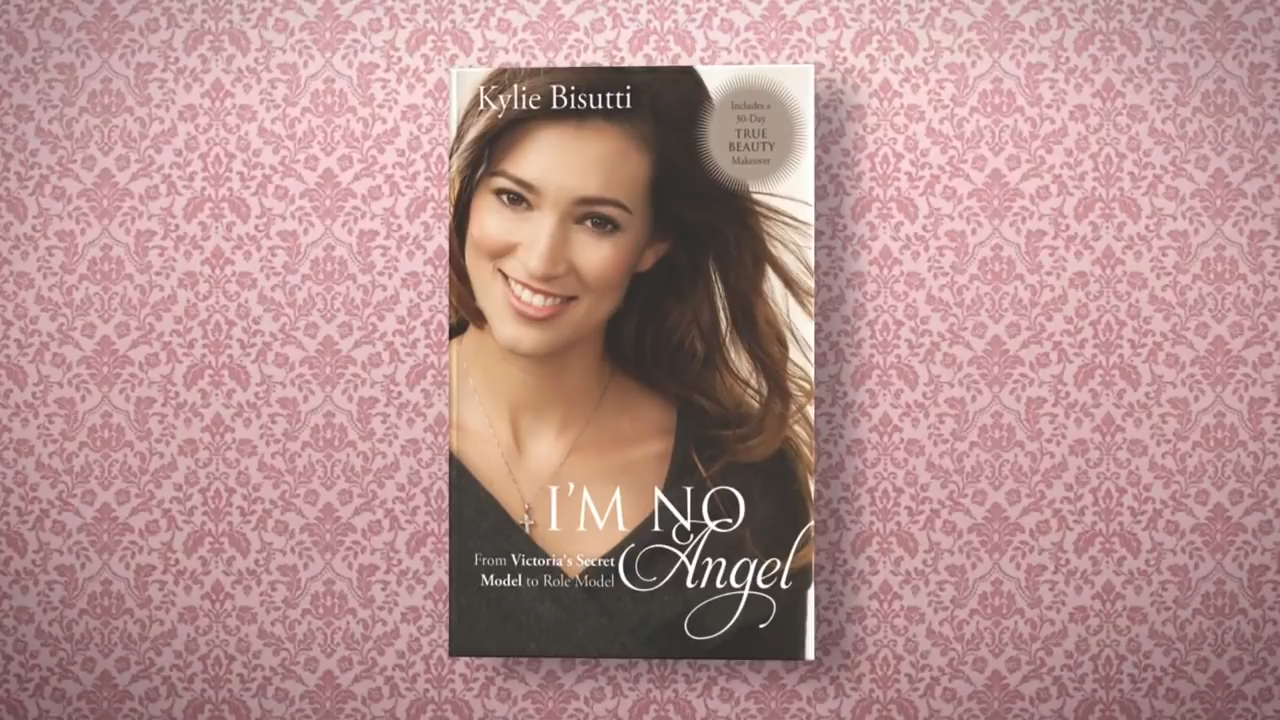 Kylie Bisutti
Includes a
30-Day
TRUE
BEAUTY
Makeover
I'M NO
Angel
From Victoria's Secret
Model to Role Model